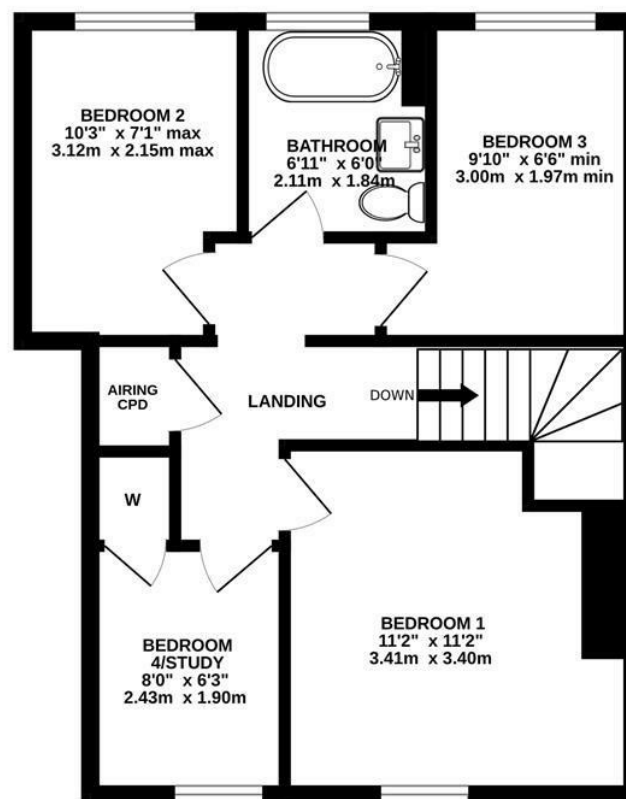 BEDROOM 2
10'3" x 7'1" max
3.12m x 2.15m max
BATHROOM
6'11" x 6'0"
2.11m x 1.84m
BEDROOM 3
9'10" x 6'6" min
3.00m x 1.97m min
AIRING
CPD
LANDING
DOWN
W
BEDROOM
4/STUDY
8'0" x 6'3"
2.43m x 1.90m
BEDROOM 1
11'2" x 11'2"
3.41m x 3.40m